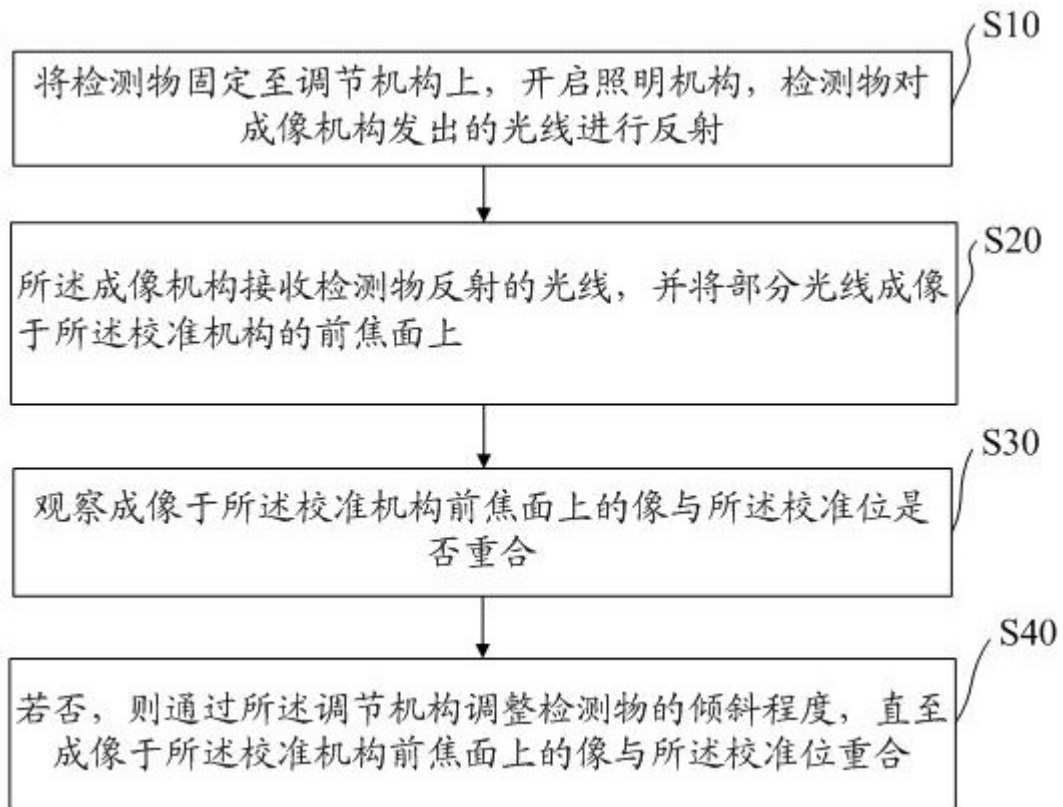 S10
将检测物固定至调节机构上，开启照明机构，检测物对
成像机构发出的光线进行反射
S20
所述成像机构接收检测物反射的光线，并将部分光线成像
于所述校准机构的前焦面上
S30
观察成像于所述校准机构前焦面上的像与所述校准位是
否重合
S40
若否，则通过所述调节机构调整检测物的倾斜程度，直至
成像于所述校准机构前焦面上的像与所述校准位重合